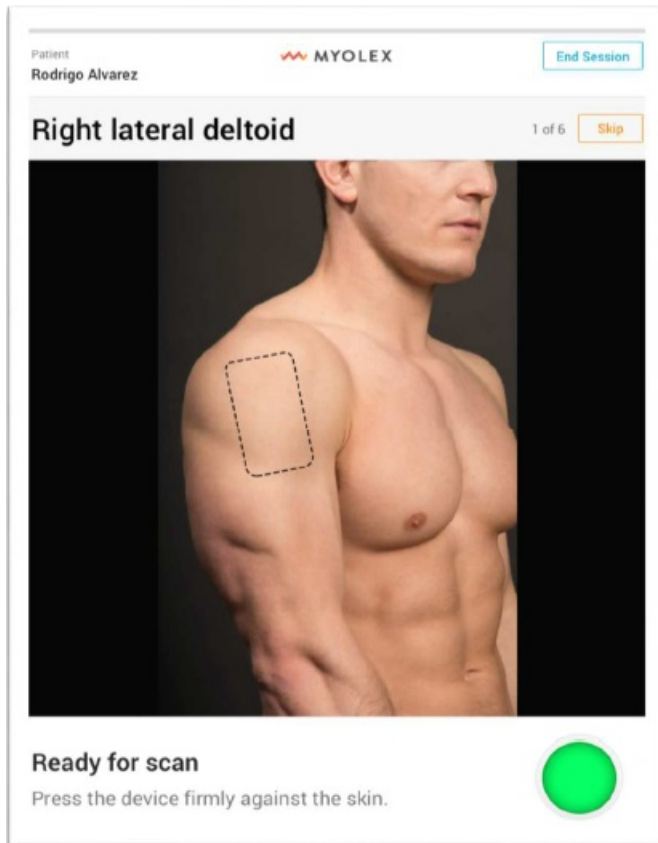 Patient
Rodrigo Alvarez
MYOLEX
End Session
Right lateral deltoid
1 of 6
Skip
Ready for scan
Press the device firmly against the skin.